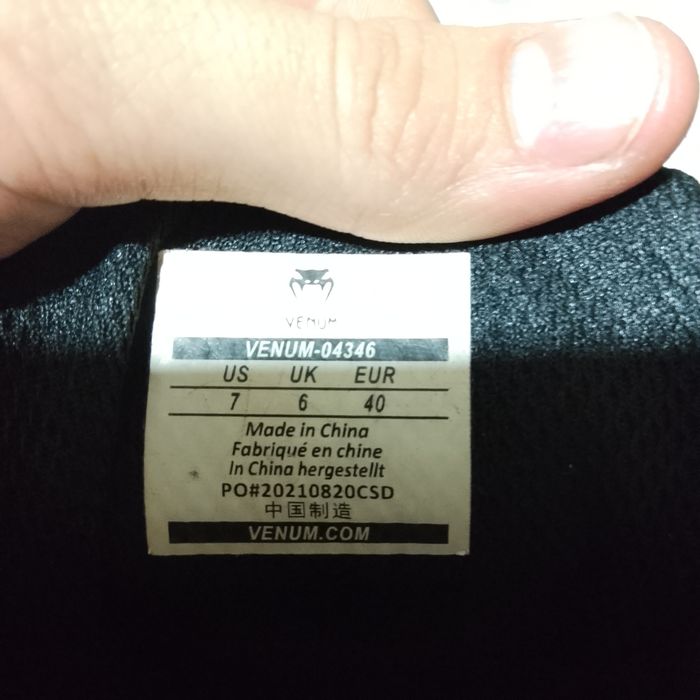 VENUM
VENUM-04346
US UK EUR
7 6 40
Made in China
Fabriqué en chine
In China hergestellt
PO#20210820CSD
中国制造
VENUM.COM